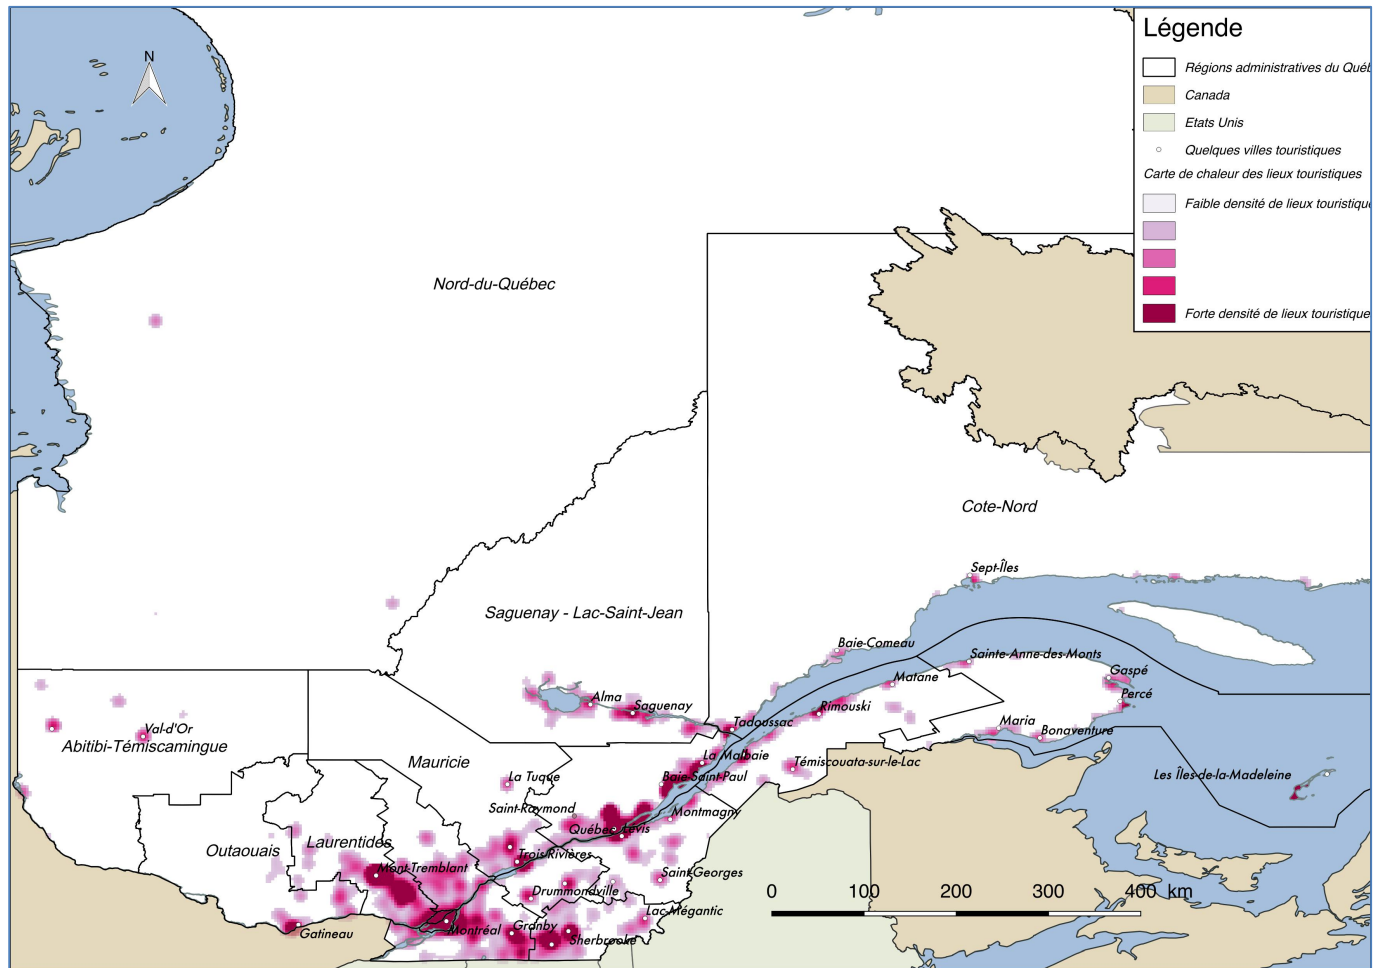 Légende
N
Régions administratives du Québ
Canada
Etats Unis
Quelques villes touristiques
Carte de chaleur des lieux touristiques
Faible densité de lieux touristique
Forte densité de lieux touristique
Nord-du-Québec
Cote-Nord
Sept-Îles
Saguenay - Lac-Saint-Jean
Baie-Comeau
Sainte-Anne-des-Monts
Gaspé
Matane
Percé
Alma
Saguenay
Rimouski
Tadoussac
Maria
Bonaventure
Val-d'Or
Abitibi-Témiscamingue
Mauricie
La Malbaie
Témiscouata-sur-le-Lac
La Tuque
Baie-Saint-Paul
Les Îles-de-la-Madeleine
Saint-Raymond
Montmagny
Québec
Lévis
Laurentides
Outaouais
Trois-Rivières
Mont-Tremblant
Saint-Georges
Drummondville
0 100 200 300 400 km
Lac-Mégantic
Montréal
Granby
Gatineau
Sherbrooke